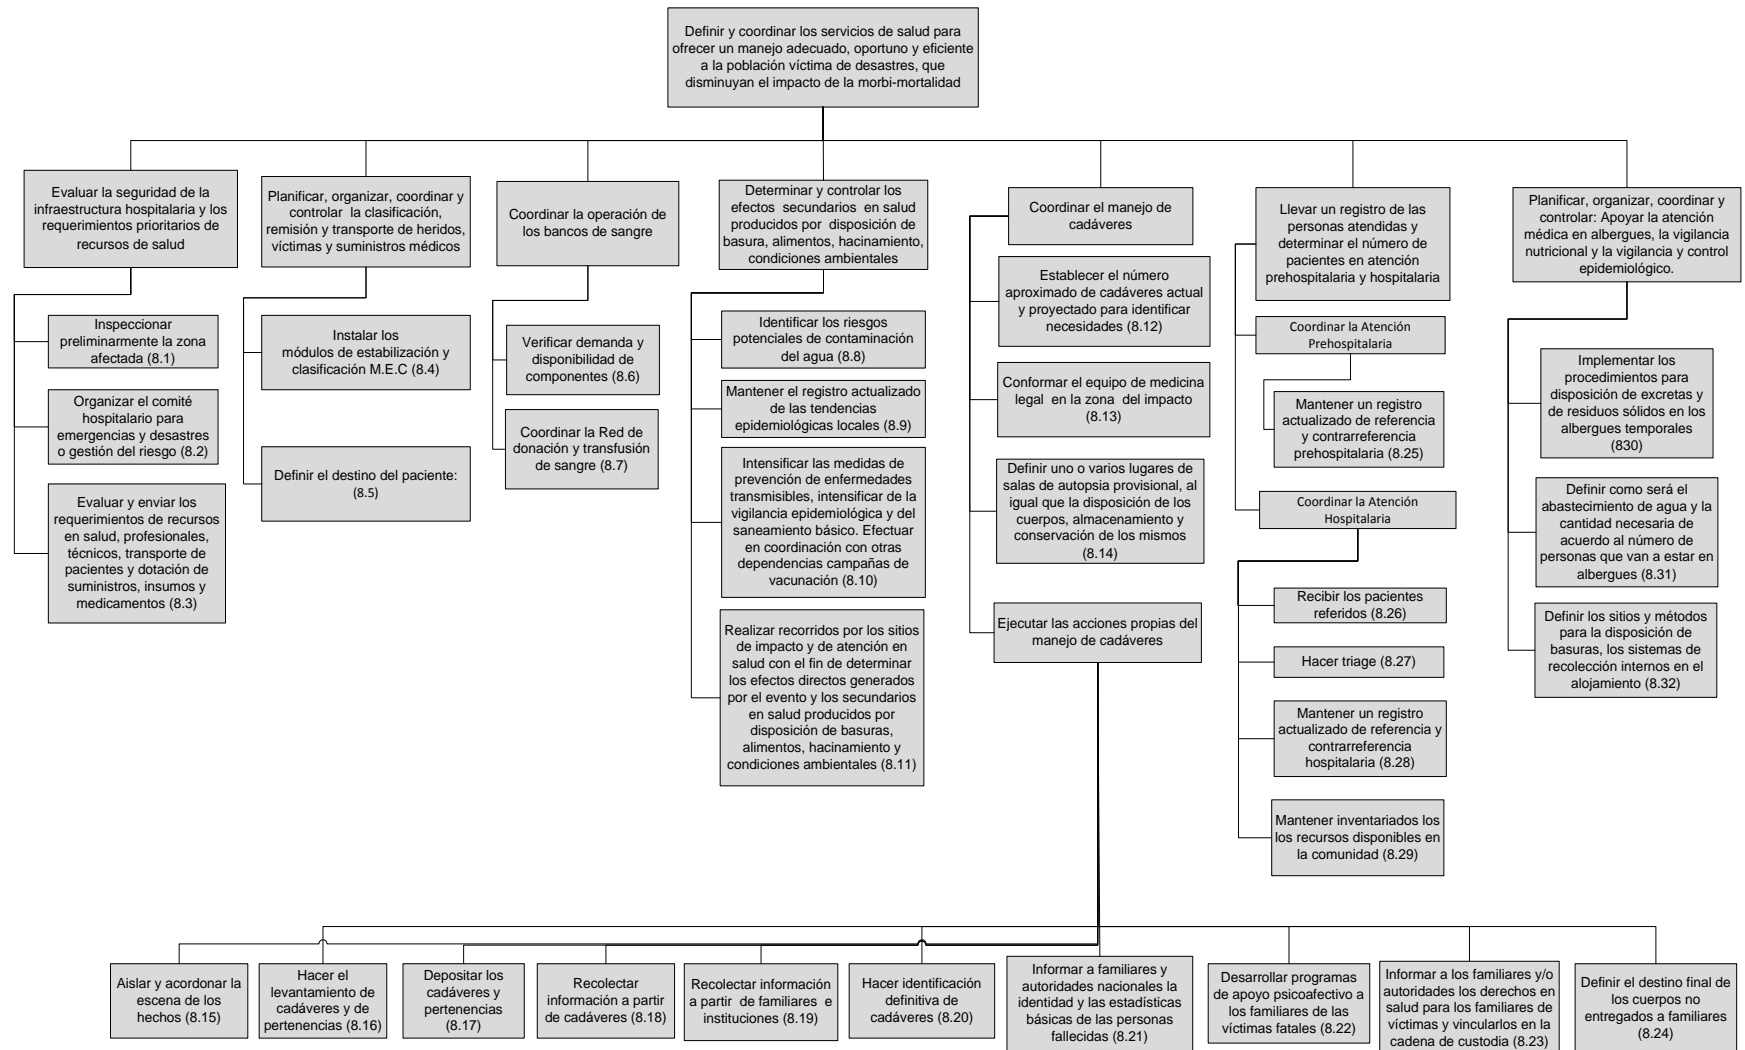 Definir y coordinar los servicios de salud para
ofrecer un manejo adecuado, oportuno y eficiente
a la población víctima de desastres, que
disminuyan el impacto de la morbi-mortalidad
Evaluar la seguridad de la
infraestructura hospitalaria y los
requerimientos prioritarios de
recursos de salud
Inspeccionar
preliminarmente la zona
afectada (8.1)
Organizar el comité
hospitalario para
emergencias y desastres
o gestión del riesgo (8.2)
Evaluar y enviar los
requerimientos de recursos
en salud, profesionales,
técnicos, transporte de
pacientes y dotación de
suministros, insumos y
medicamentos (8.3)
Planificar, organizar, coordinar y
controlar la clasificación,
remisión y transporte de heridos,
víctimas y suministros médicos
Instalar los
módulos de estabilización y
clasificación M.E.C (8.4)
Definir el destino del paciente:
(8.5)
Coordinar la operación de
los bancos de sangre
Verificar demanda y
disponibilidad de
componentes (8.6)
Coordinar la Red de
donación y transfusión
de sangre (8.7)
Determinar y controlar los
efectos secundarios en salud
producidos por disposición de
basura, alimentos, hacinamiento,
condiciones ambientales
Identificar los riesgos
potenciales de contaminación
del agua (8.8)
Mantener el registro actualizado
de las tendencias
epidemiológicas locales (8.9)
Intensificar las medidas de
prevención de enfermedades
transmisibles, intensificar de la
vigilancia epidemiológica y del
saneamiento básico. Efectuar
en coordinación con otras
dependencias campañas de
vacunación (8.10)
Realizar recorridos por los sitios
de impacto y de atención en
salud con el fin de determinar
los efectos directos generados
por el evento y los secundarios
en salud producidos por
disposición de basuras,
alimentos, hacinamiento y
condiciones ambientales (8.11)
Coordinar el manejo de
cadáveres
Establecer el número
aproximado de cadáveres actual
y proyectado para identificar
necesidades (8.12)
Conformar el equipo de medicina
legal en la zona del impacto
(8.13)
Definir uno o varios lugares de
salas de autopsia provisional, al
igual que la disposición de los
cuerpos, almacenamiento y
conservación de los mismos
(8.14)
Ejecutar las acciones propias del
manejo de cadáveres
Llevar un registro de las
personas atendidas y
determinar el número de
pacientes en atención
prehospitalaria y hospitalaria
Coordinar la Atención
Prehospitalaria
Mantener un registro
actualizado de referencia
y contrarreferencia
prehospitalaria (8.25)
Coordinar la Atención
Hospitalaria
Recibir los pacientes
referidos (8.26)
Hacer triage (8.27)
Mantener un registro
actualizado de referencia y
contrarreferencia
hospitalaria (8.28)
Mantener inventariados los
los recursos disponibles en
la comunidad (8.29)
Planificar, organizar, coordinar y
controlar: Apoyar la atención
médica en albergues, la vigilancia
nutricional y la vigilancia y control
epidemiológico.
Implementar los
procedimientos para
disposición de excretas y
de residuos sólidos en los
albergues temporales
(830)
Definir como será el
abastecimiento de agua y la
cantidad necesaria de
acuerdo al número de
personas que van a estar en
albergues (8.31)
Definir los sitios y métodos
para la disposición de
basuras, los sistemas de
recolección internos en el
alojamiento (8.32)
Aislar y acordonar la
escena de los
hechos (8.15)
Hacer el
levantamiento de
cadáveres y de
pertenencias (8.16)
Depositar los
cadáveres y
pertenencias
(8.17)
Recolectar
información a partir
de cadáveres (8.18)
Recolectar información
a partir de familiares e
instituciones (8.19)
Hacer identificación
definitiva de
cadáveres (8.20)
Informar a familiares y
autoridades nacionales la
identidad y las estadísticas
básicas de las personas
fallecidas (8.21)
Desarrollar programas
de apoyo psicoafectivo a
los familiares de las
víctimas fatales (8.22)
Informar a los familiares y/o
autoridades los derechos en
salud para los familiares de
víctimas y vincularlos en la
cadena de custodia (8.23)
Definir el destino final de
los cuerpos no
entregados a familiares
(8.24)